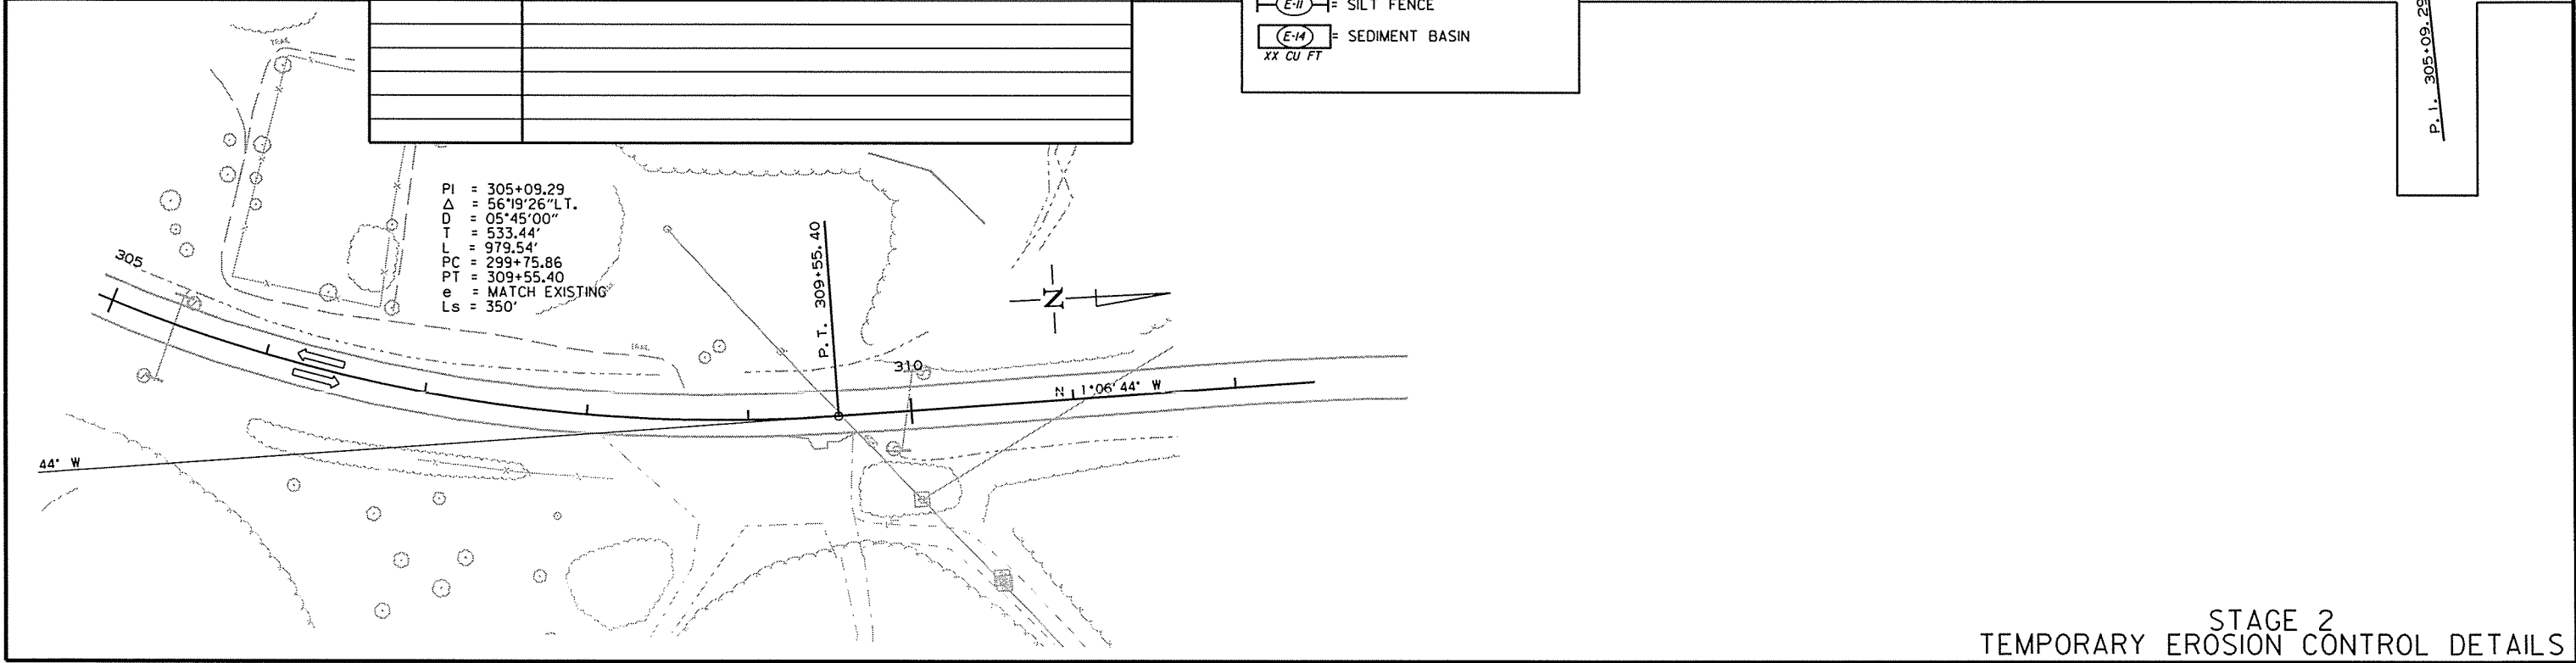 E-11 = SILT FENCE
E-14 = SEDIMENT BASIN
XX CU FT
P.I. 305+09.29
TRAIL
PI = 305+09.29
Δ = 56°19'26"LT.
D = 05°45'00"
T = 533.44'
L = 979.54'
PC = 299+75.86
PT = 309+55.40
e = MATCH EXISTING
Ls = 350'
305
P.T. 309+55.40
N
TRAIL
310
N 1°06'44" W
44" W
STAGE 2
TEMPORARY EROSION CONTROL DETAILS